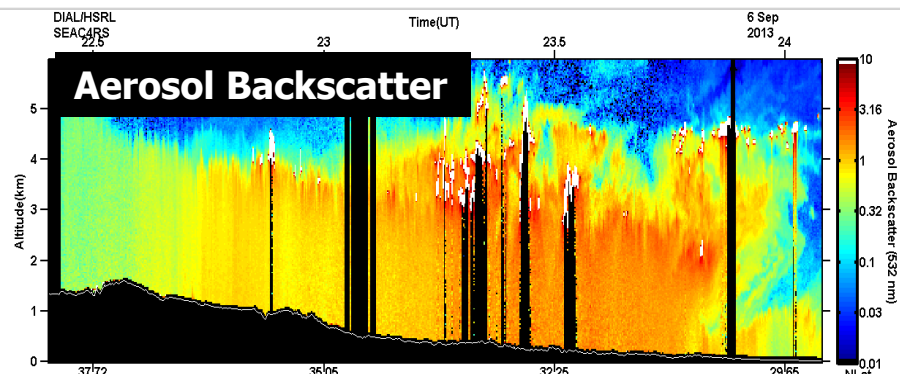 DIAL/HSRL
SEAC4RS
Time(UT)
6 Sep
2013
22.5
23
23.5
24
Aerosol Backscatter
5
4
3
2
1
0
Altitude(km)
10
3.16
1
0.32
0.1
0.03
0.01
Aerosol Backscatter (532 nm)
37.72
35.05
32.25
29.65
N Lat